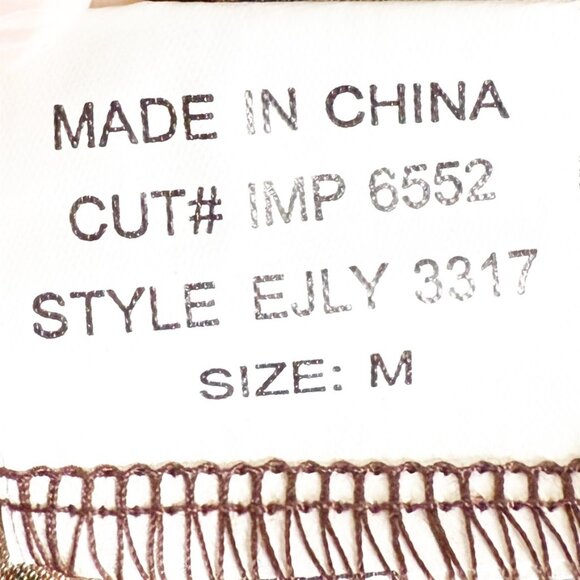 MADE IN CHINA
CUT# IMP 6552
STYLE EJLY 3317
SIZE: M